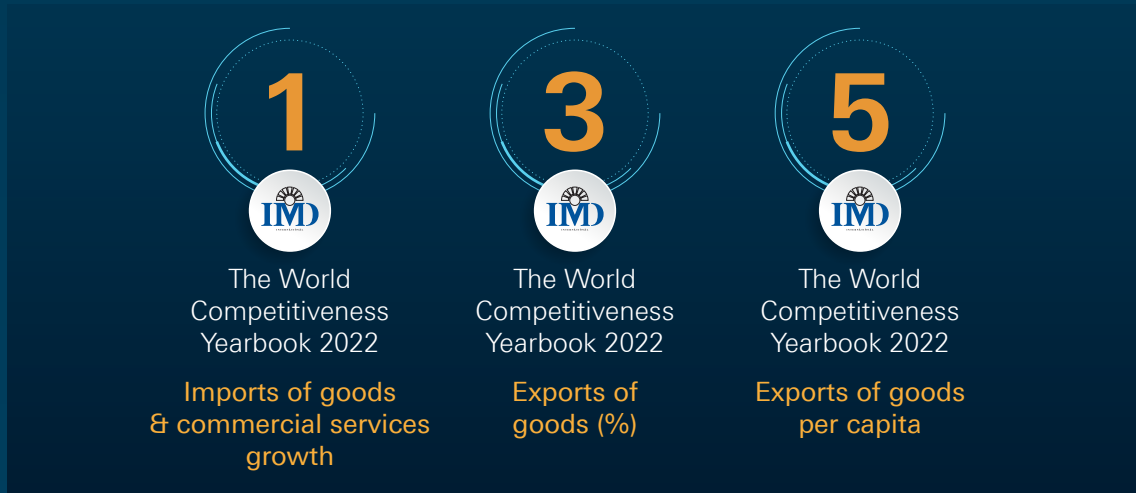 1
IMD
The World
Competitiveness
Yearbook 2022
Imports of goods
& commercial services
growth
3
IMD
The World
Competitiveness
Yearbook 2022
Exports of
goods (%)
5
IMD
The World
Competitiveness
Yearbook 2022
Exports of goods
per capita